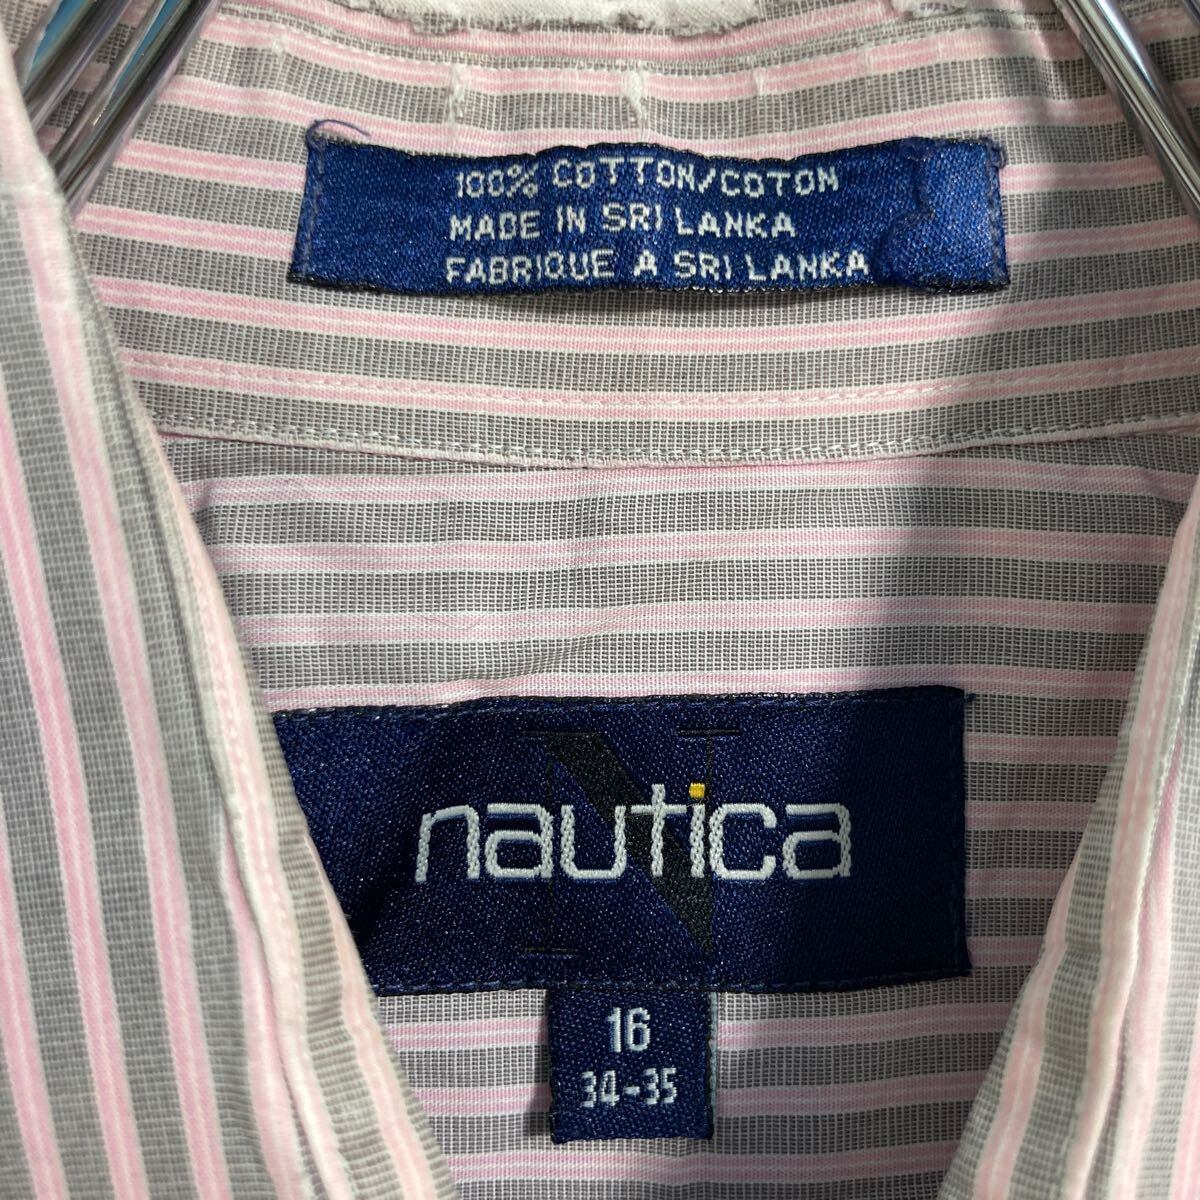 100% COTTON/COTON
MADE IN SRI LANKA
FABRIQUE A SRI LANKA
N
nautica
16
34-35